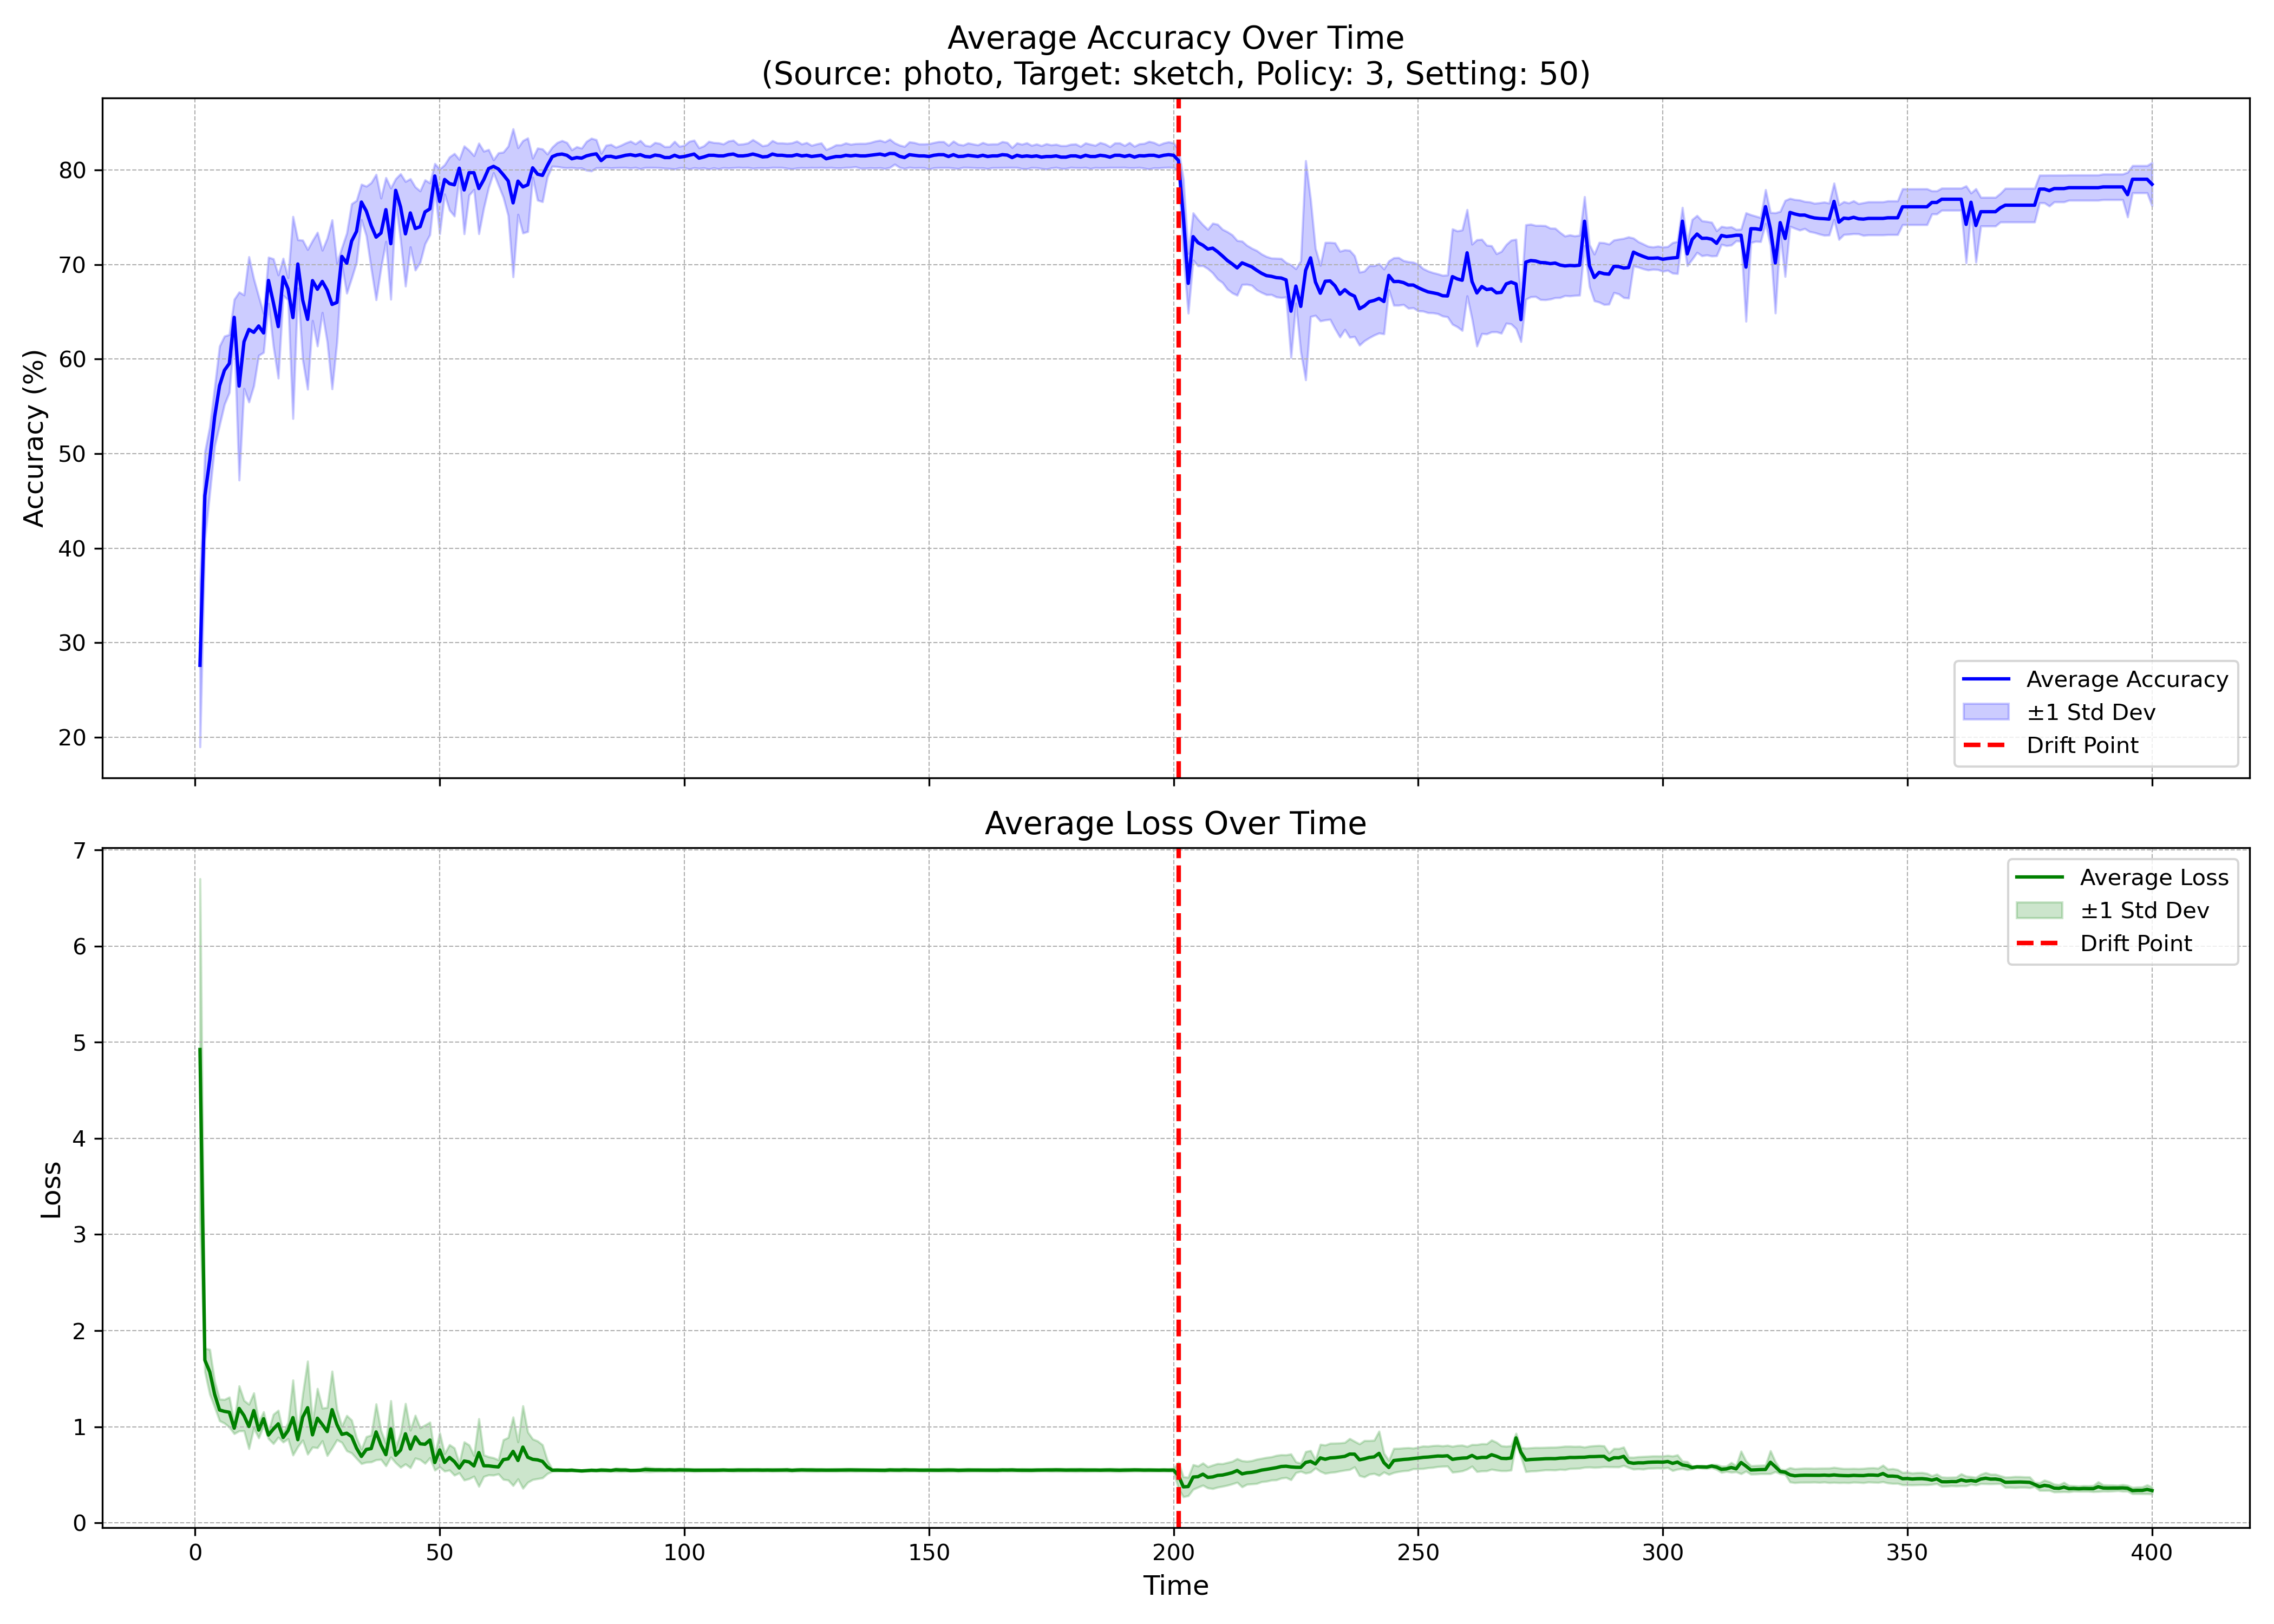 Average Accuracy Over Time
(Source: photo, Target: sketch, Policy: 3, Setting: 50)
Accuracy (%)
80
70
60
50
40
30
20
Average Accuracy
±1 Std Dev
Drift Point
Average Loss Over Time
Loss
7
6
5
4
3
2
1
0
Average Loss
±1 Std Dev
Drift Point
0 50 100 150 200 250 300 350 400
Time